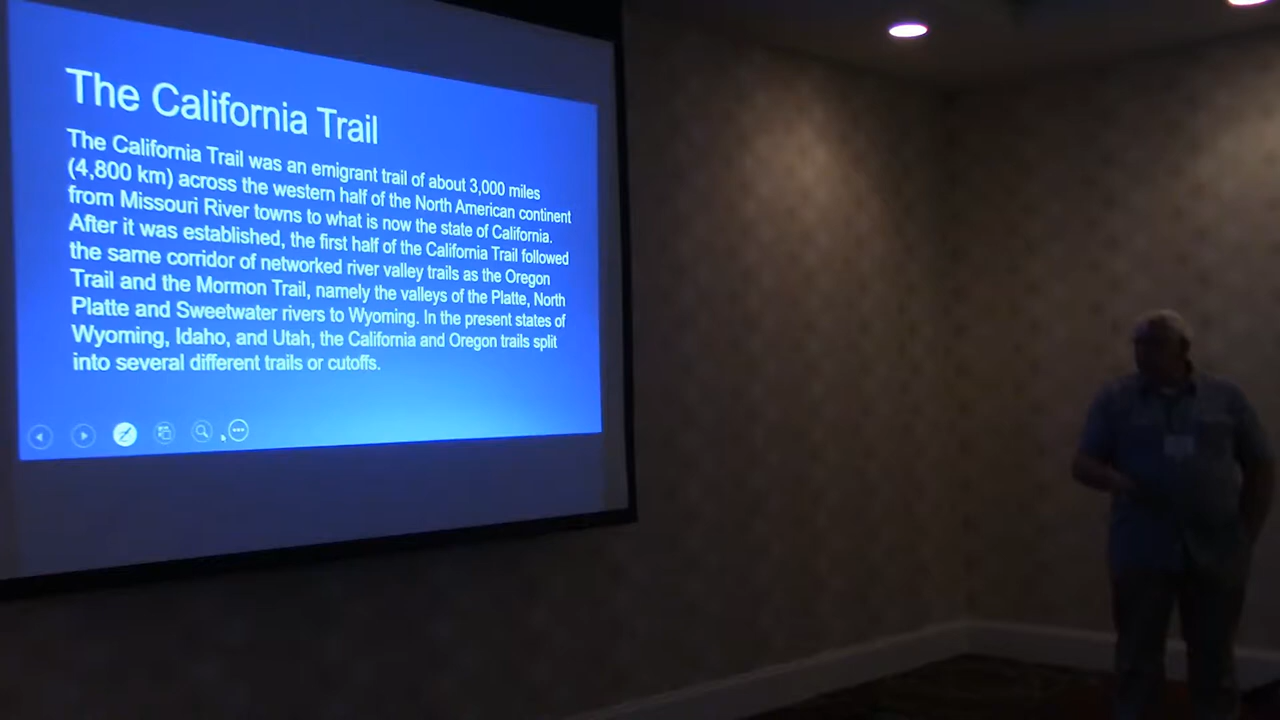 The California Trail
The California Trail was an emigrant trail of about 3,000 miles
(4,800 km) across the western half of the North American continent
from Missouri River towns to what is now the state of California.
After it was established, the first half of the California Trail followed
the same corridor of networked river valley trails as the Oregon
Trail and the Mormon Trail, namely the valleys of the Platte, North
Platte and Sweetwater rivers to Wyoming. In the present states of
Wyoming, Idaho, and Utah, the California and Oregon trails split
into several different trails or cutoffs.